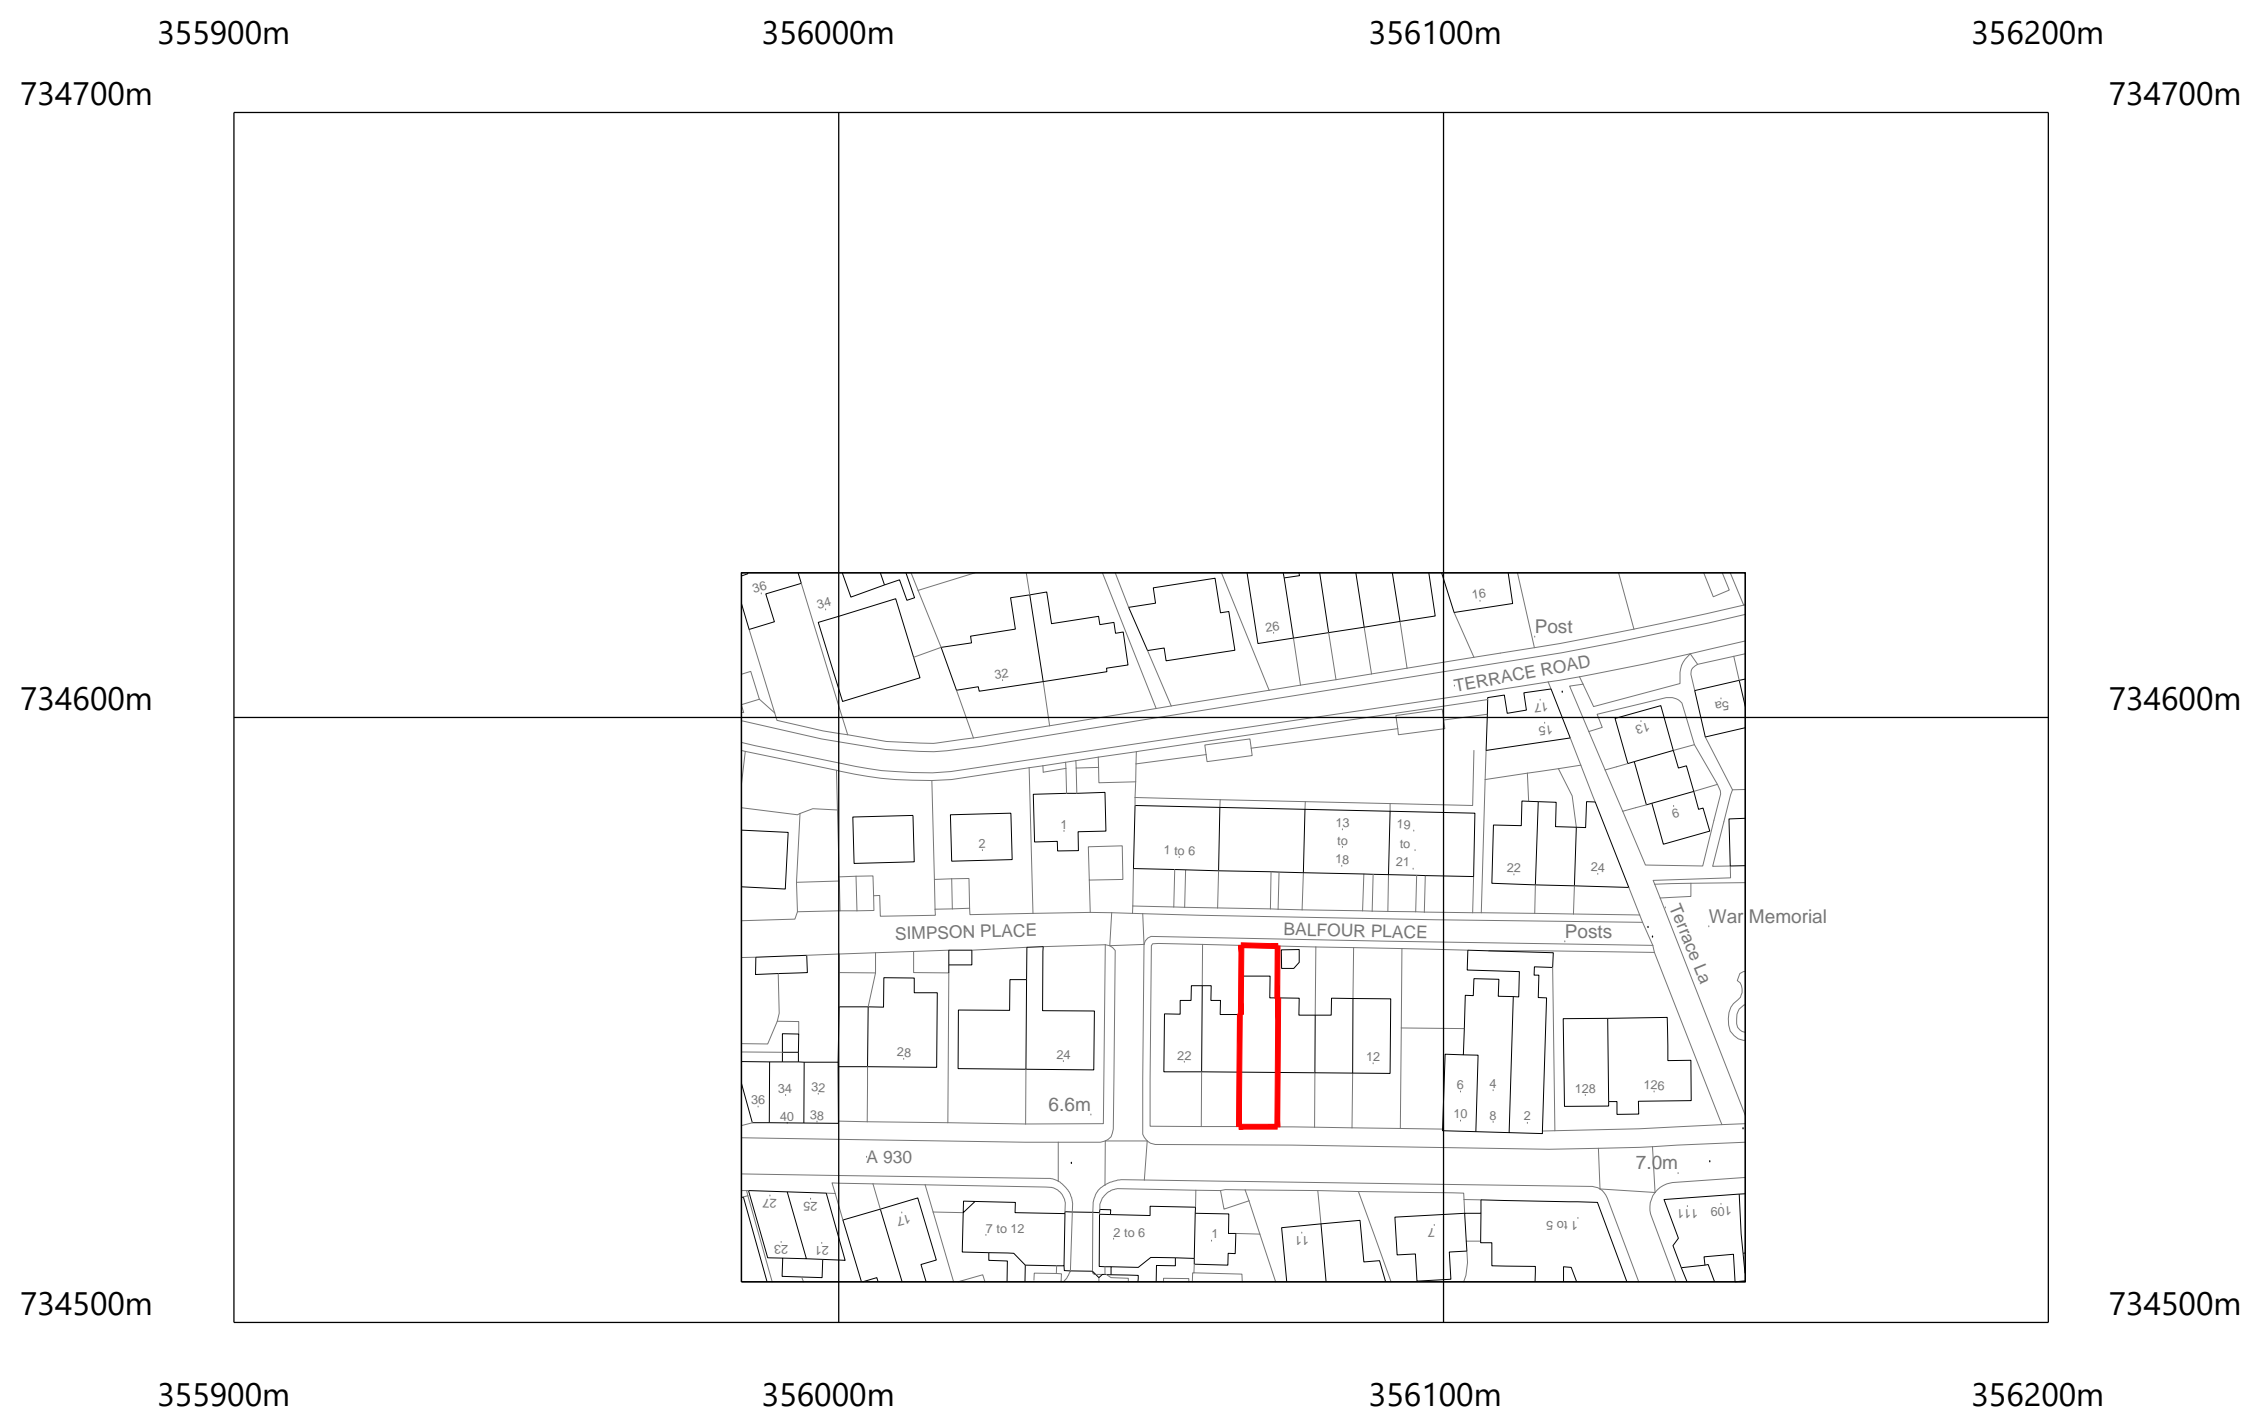 355900m 356000m 356100m 356200m
734700m 734700m
36
34
16
26
Post
32
TERRACE ROAD
734600m 734600m
17
5a
15
13
9
1
13
to
18
19
to
21
2
1 to 6
22
24
War Memorial
SIMPSON PLACE
BALFOUR PLACE
Posts
Terrace La
28
24
22
12
34
32
6
4
128
126
36
40
38
6.6m
10
8
2
A 930
7.0m
27
25
17
7 to 12
2 to 6
1
11
7
1 to 5
111
109
23
21
734500m 734500m
355900m 356000m 356100m 356200m